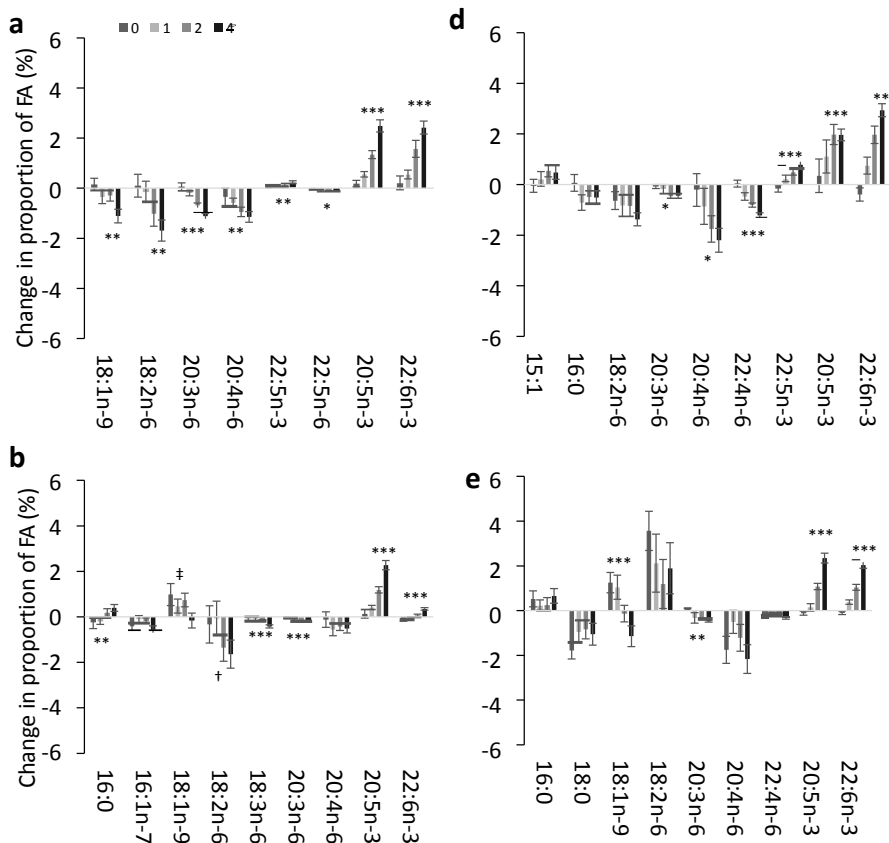 a
0 1 2 4
Change in proportion of FA (%)
6
4
2
0
-2
-4
-6
** ** *** ** ** * *** ***
18:1n-9
18:2n-6
20:3n-6
20:4n-6
22:5n-3
22:5n-6
20:5n-3
22:6n-3
d
6
4
2
0
-2
-4
-6
* * *** *** *** **
15:1
16:0
18:2n-6
20:3n-6
20:4n-6
22:4n-6
22:5n-3
20:5n-3
22:6n-3
b
Change in proportion of FA (%)
6
4
2
0
-2
-4
-6
** ‡ † *** *** *** ***
16:0
16:1n-7
18:1n-9
18:2n-6
18:3n-6
20:3n-6
20:4n-6
20:5n-3
22:6n-3
e
6
4
2
0
-2
-4
-6
*** ** *** ***
16:0
18:0
18:1n-9
18:2n-6
20:3n-6
20:4n-6
22:4n-6
20:5n-3
22:6n-3